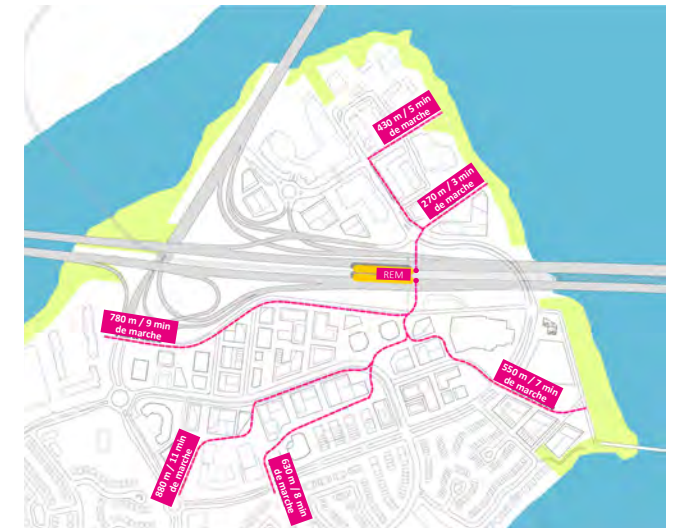 430 m / 5 min
de marche
270 m / 3 min
de marche
REM
780 m / 9 min
de marche
550 m / 7 min
de marche
880 m / 11 min
de marche
630 m / 8 min
de marche